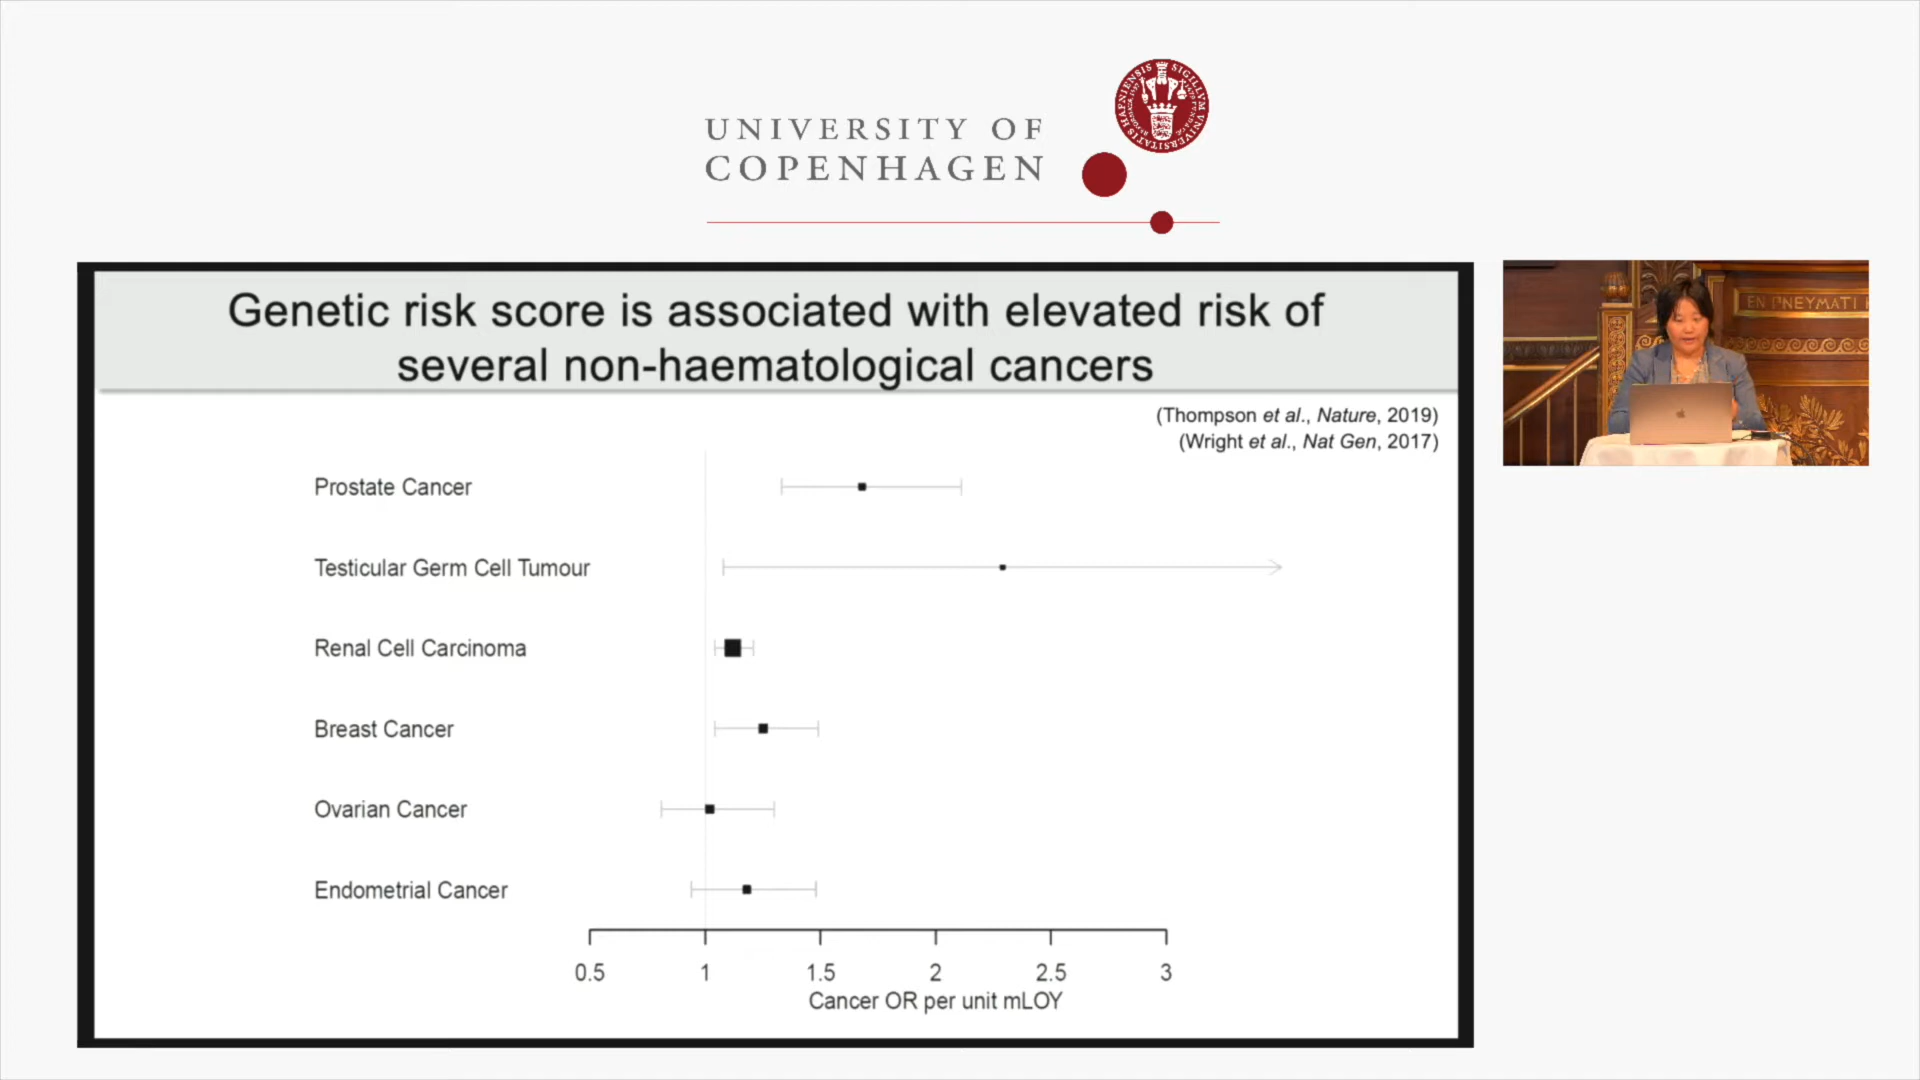 UNIVERSITY OF
COPENHAGEN
Genetic risk score is associated with elevated risk of
several non-haematological cancers
(Thompson et al., Nature, 2019)
(Wright et al., Nat Gen, 2017)
Prostate Cancer
Testicular Germ Cell Tumour
Renal Cell Carcinoma
Breast Cancer
Ovarian Cancer
Endometrial Cancer
0.5 1 1.5 2 2.5 3
Cancer OR per unit mLOY